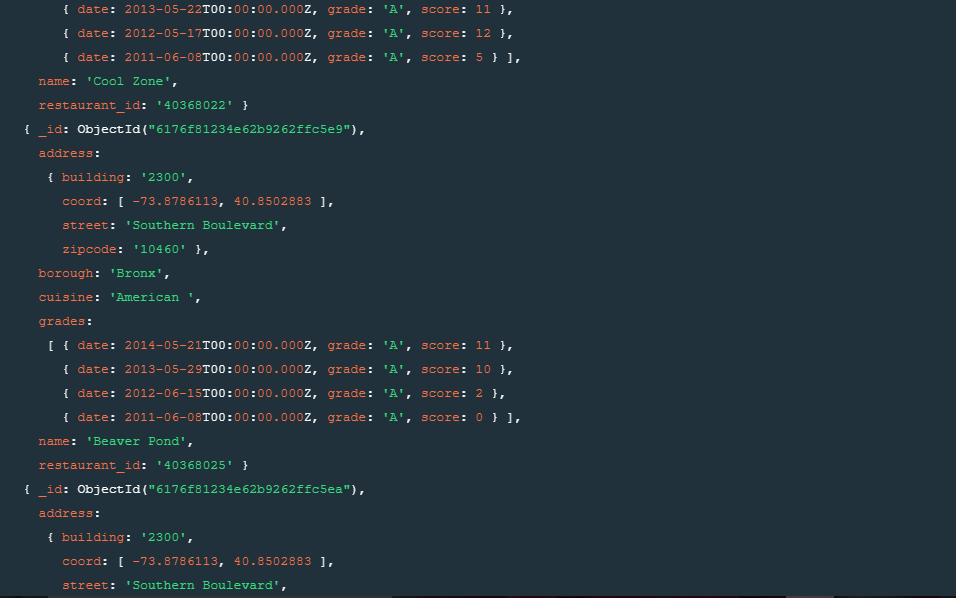 { date: 2013-05-22T00:00:00.000Z, grade: 'A', score: 11 },
{ date: 2012-05-17T00:00:00.000Z, grade: 'A', score: 12 },
{ date: 2011-06-08T00:00:00.000Z, grade: 'A', score: 5 } ],
name: 'Cool Zone',
restaurant_id: '40368022' }
{ _id: ObjectId("6176f81234e62b9262ffc5e9"),
address:
{ building: '2300',
coord: [ -73.8786113, 40.8502883 ],
street: 'Southern Boulevard',
zipcode: '10460' },
borough: 'Bronx',
cuisine: 'American ',
grades:
[ { date: 2014-05-21T00:00:00.000Z, grade: 'A', score: 11 },
{ date: 2013-05-29T00:00:00.000Z, grade: 'A', score: 10 },
{ date: 2012-06-15T00:00:00.000Z, grade: 'A', score: 2 },
{ date: 2011-06-08T00:00:00.000Z, grade: 'A', score: 0 } ],
name: 'Beaver Pond',
restaurant_id: '40368025' }
{ _id: ObjectId("6176f81234e62b9262ffc5ea"),
address:
{ building: '2300',
coord: [ -73.8786113, 40.8502883 ],
street: 'Southern Boulevard',